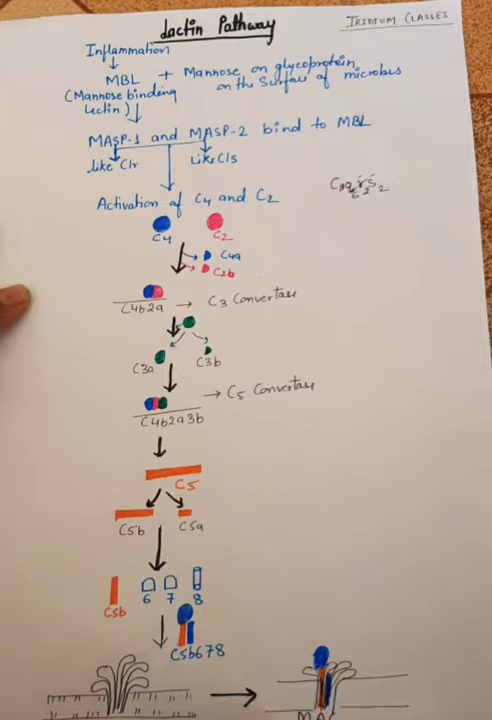 Lactin Pathway
IRIDIUM CLASSES
Inflammation
MBL + Mannose on glycoprotein
(Mannose binding on the Surface of microbes
Lectin)
MASP-1 and MASP-2 bind to MBL
like C1r like C1s
Activation of C4 and C2
C4 C2
C4a
C2b
C4b2a → C3 Convertase
C3a C3b
C4b2a3b → C5 Convertase
C5
C5b C5a
C5b 6 7 8
C5b678
MAC